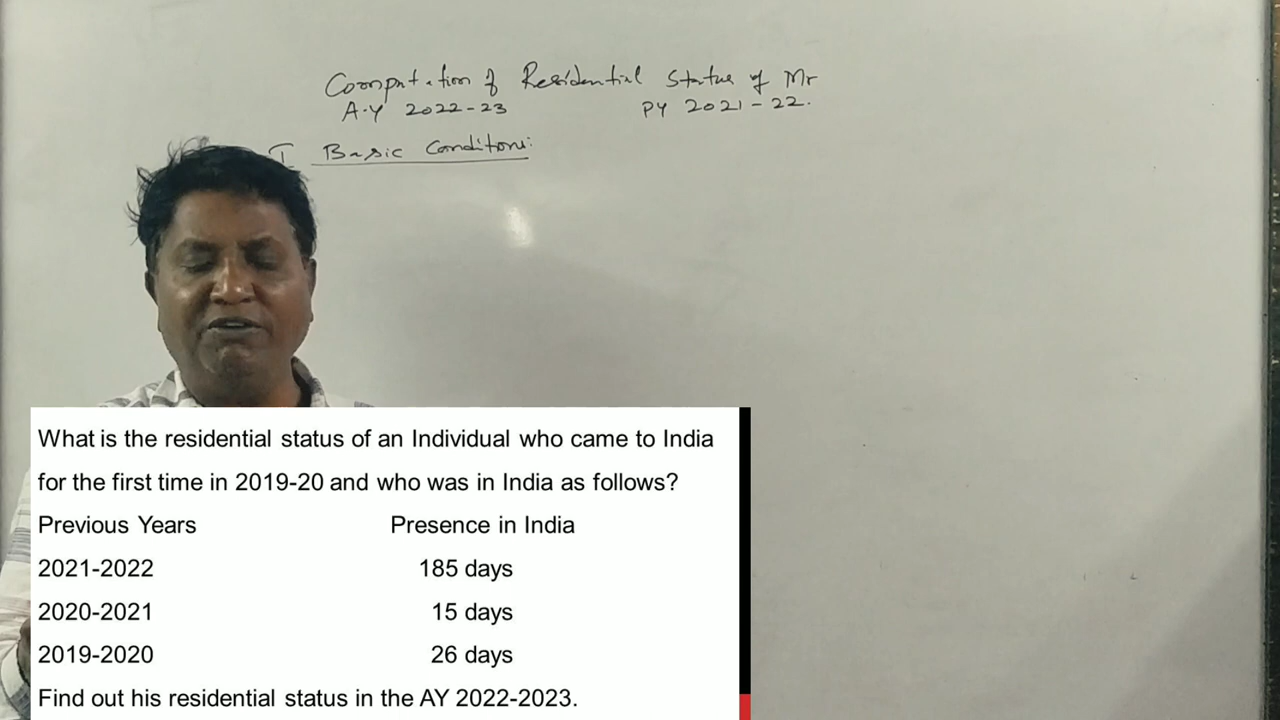 Computation of Residential Status of Mr
A.Y 2022-23 PY 2021-22.
I Basic Conditions:
What is the residential status of an Individual who came to India
for the first time in 2019-20 and who was in India as follows?
Previous Years Presence in India
2021-2022 185 days
2020-2021 15 days
2019-2020 26 days
Find out his residential status in the AY 2022-2023.